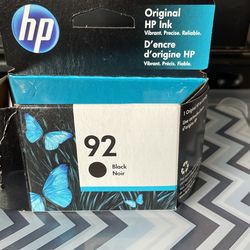 hp
Original
HP Ink
Vibrant. Precise. Reliable.
D'encre
d'origine HP
Vibrant. Précis. Fiable.
92
Black
Noir